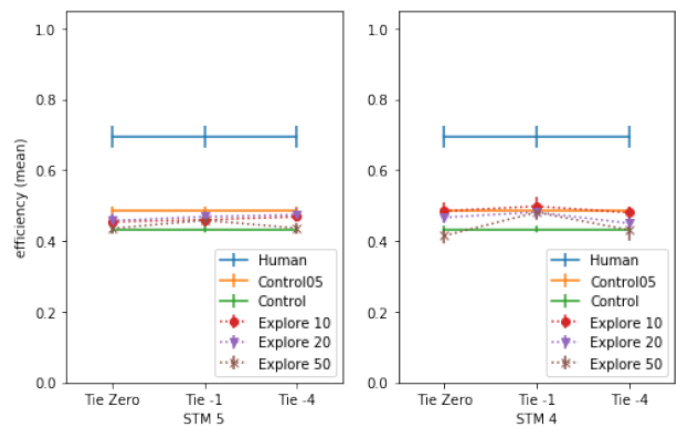 efficiency (mean)
1.0
0.8
0.6
0.4
0.2
0.0
Human
Control05
Control
Explore 10
Explore 20
Explore 50
Tie Zero Tie -1 Tie -4
STM 5
1.0
0.8
0.6
0.4
0.2
0.0
Human
Control05
Control
Explore 10
Explore 20
Explore 50
Tie Zero Tie -1 Tie -4
STM 4